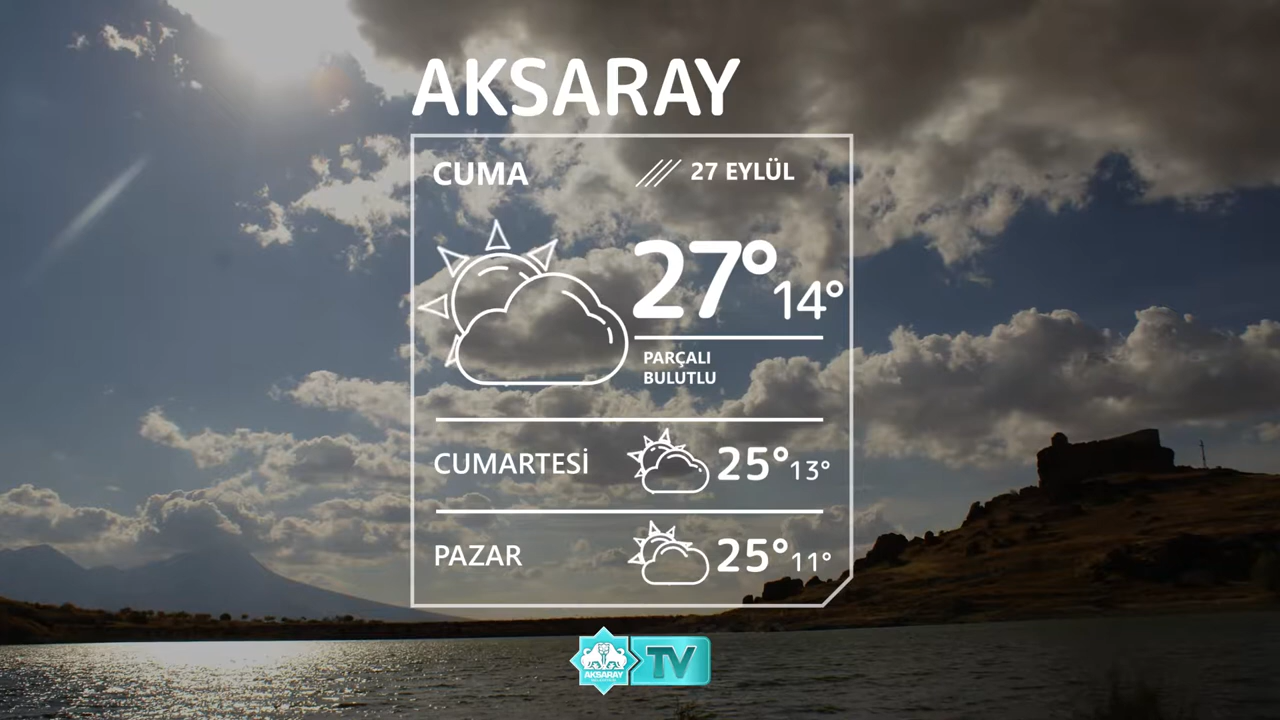 AKSARAY
CUMA 27 EYLÜL
27° 14°
PARÇALI
BULUTLU
CUMARTESİ 25° 13°
PAZAR 25° 11°
AKSARAY
TV